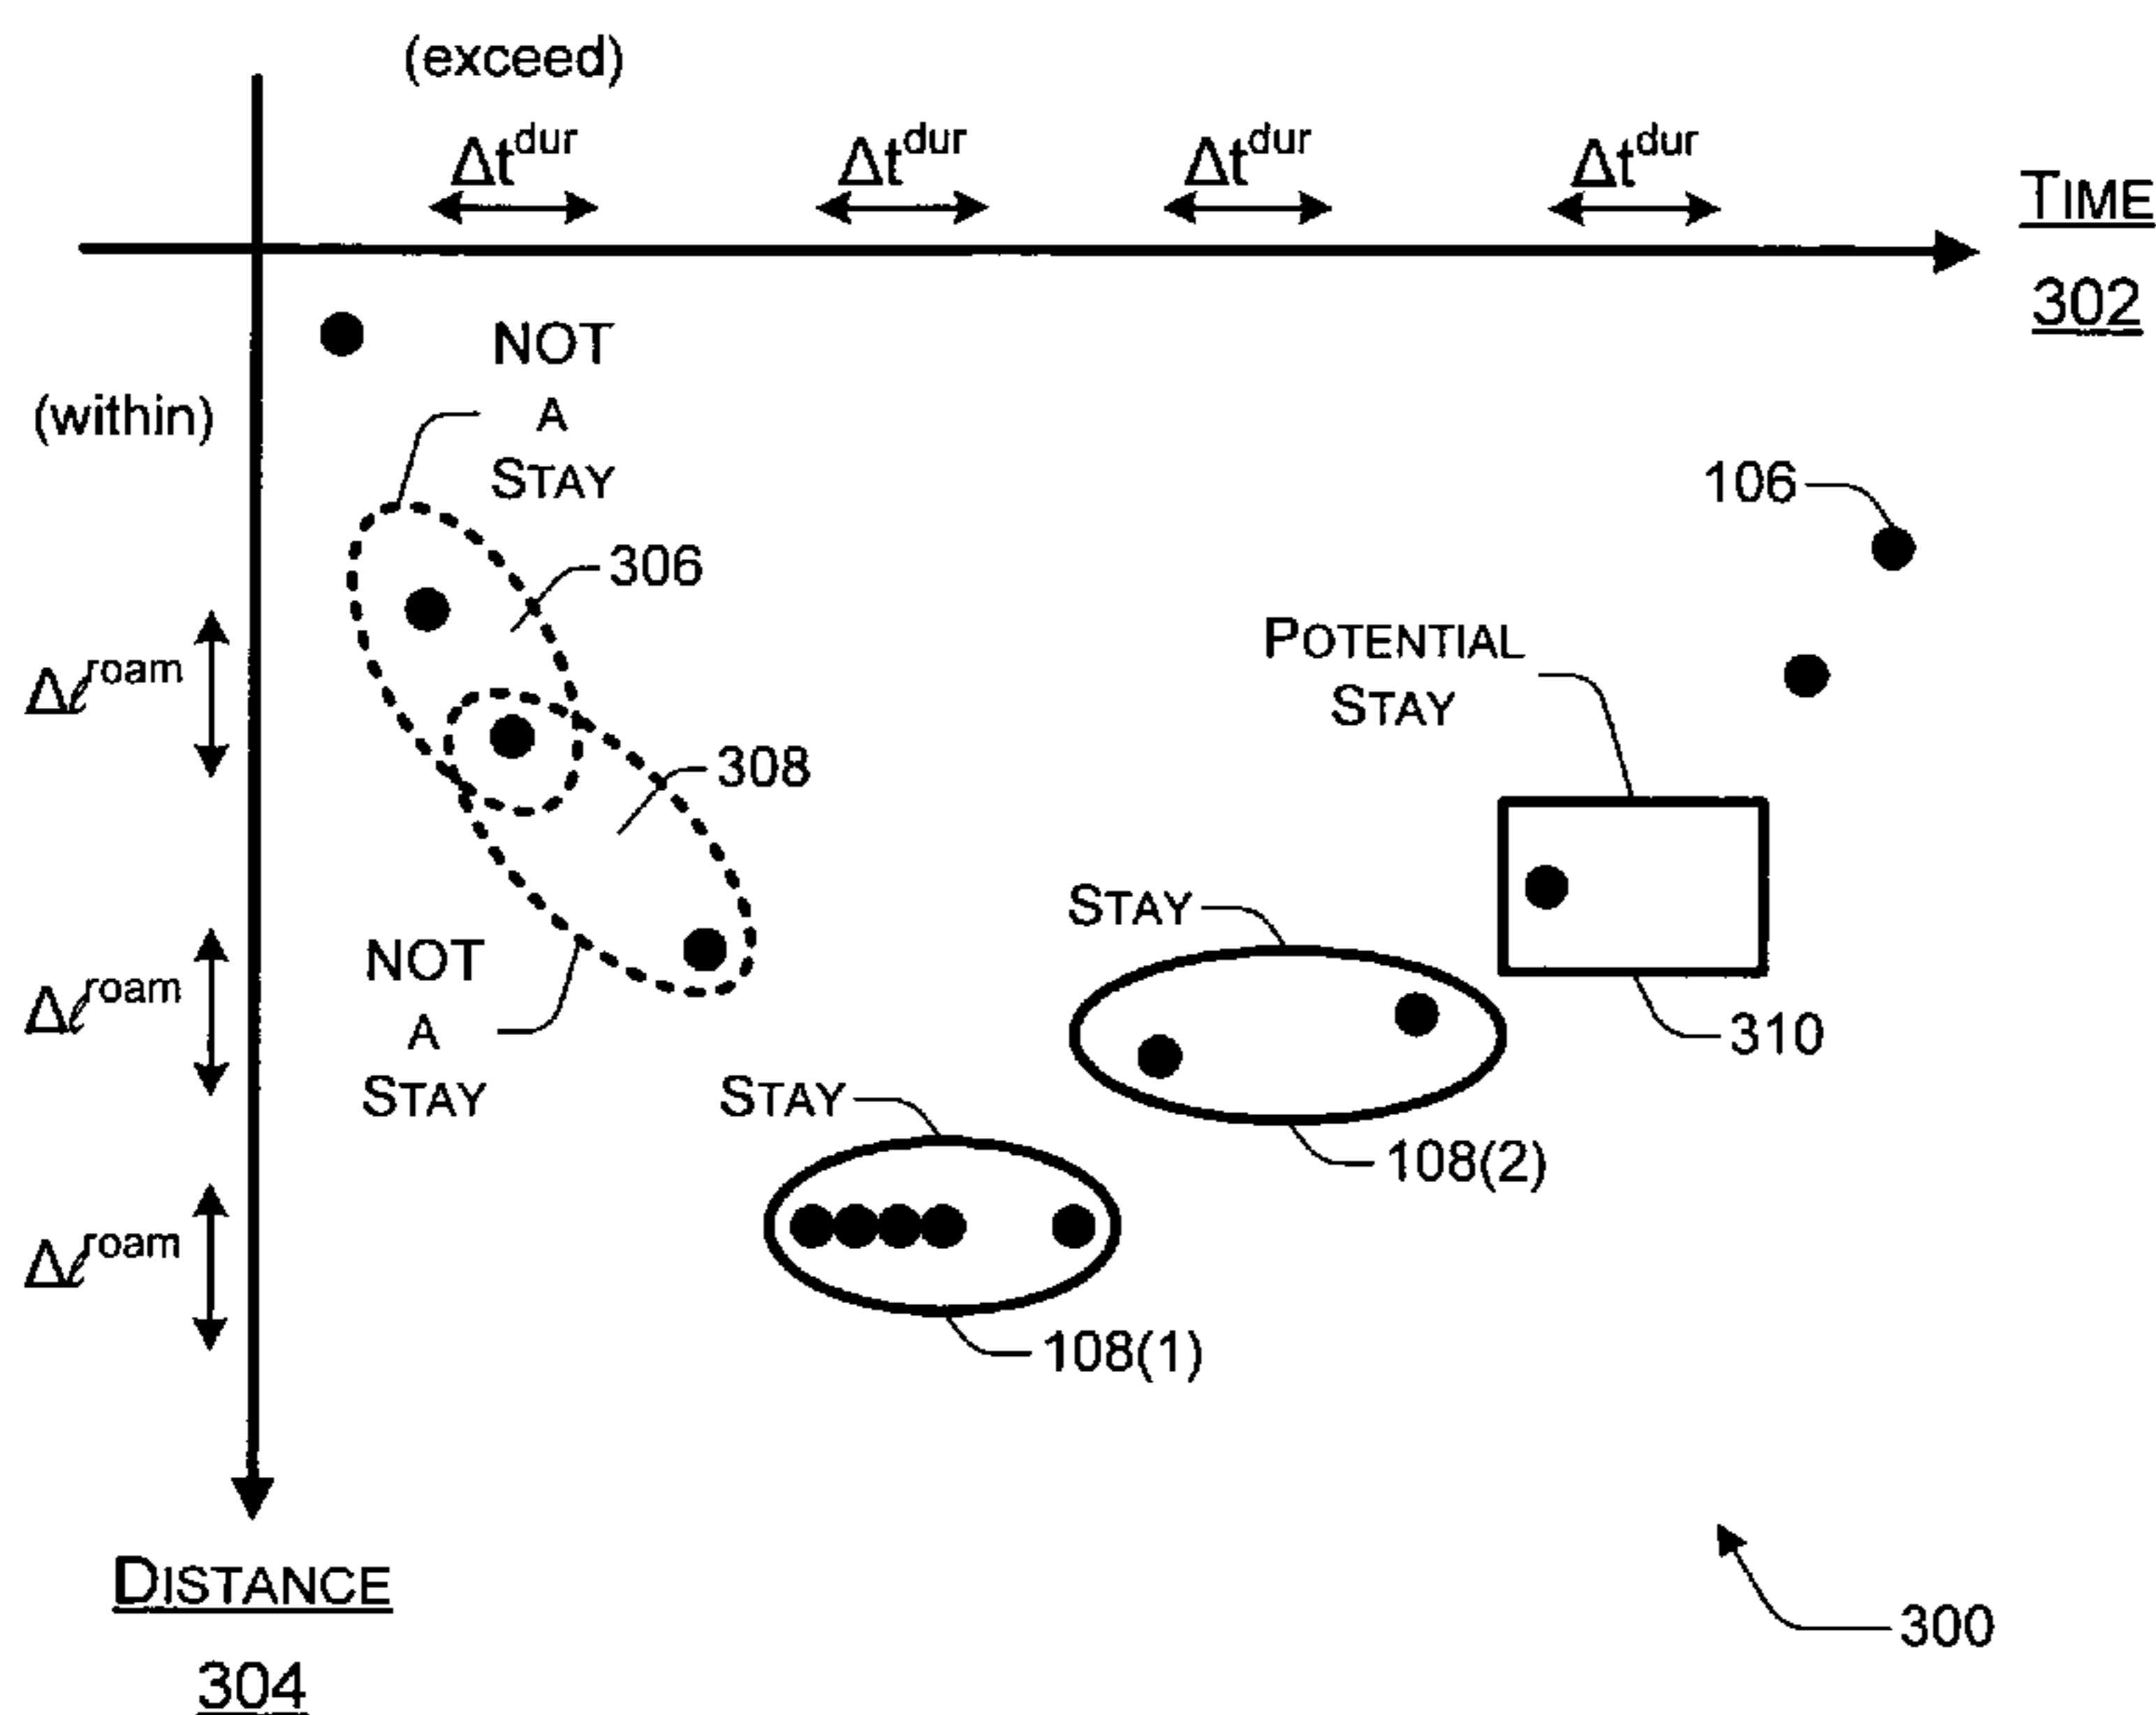 (exceed)
Δt^dur Δt^dur Δt^dur Δt^dur
TIME
302
NOT
A
STAY
(within)
106
306
POTENTIAL
STAY
Δℓ^roam
308
STAY
NOT
A
STAY
Δℓ^roam
310
STAY
108(2)
Δℓ^roam
108(1)
DISTANCE
304
300